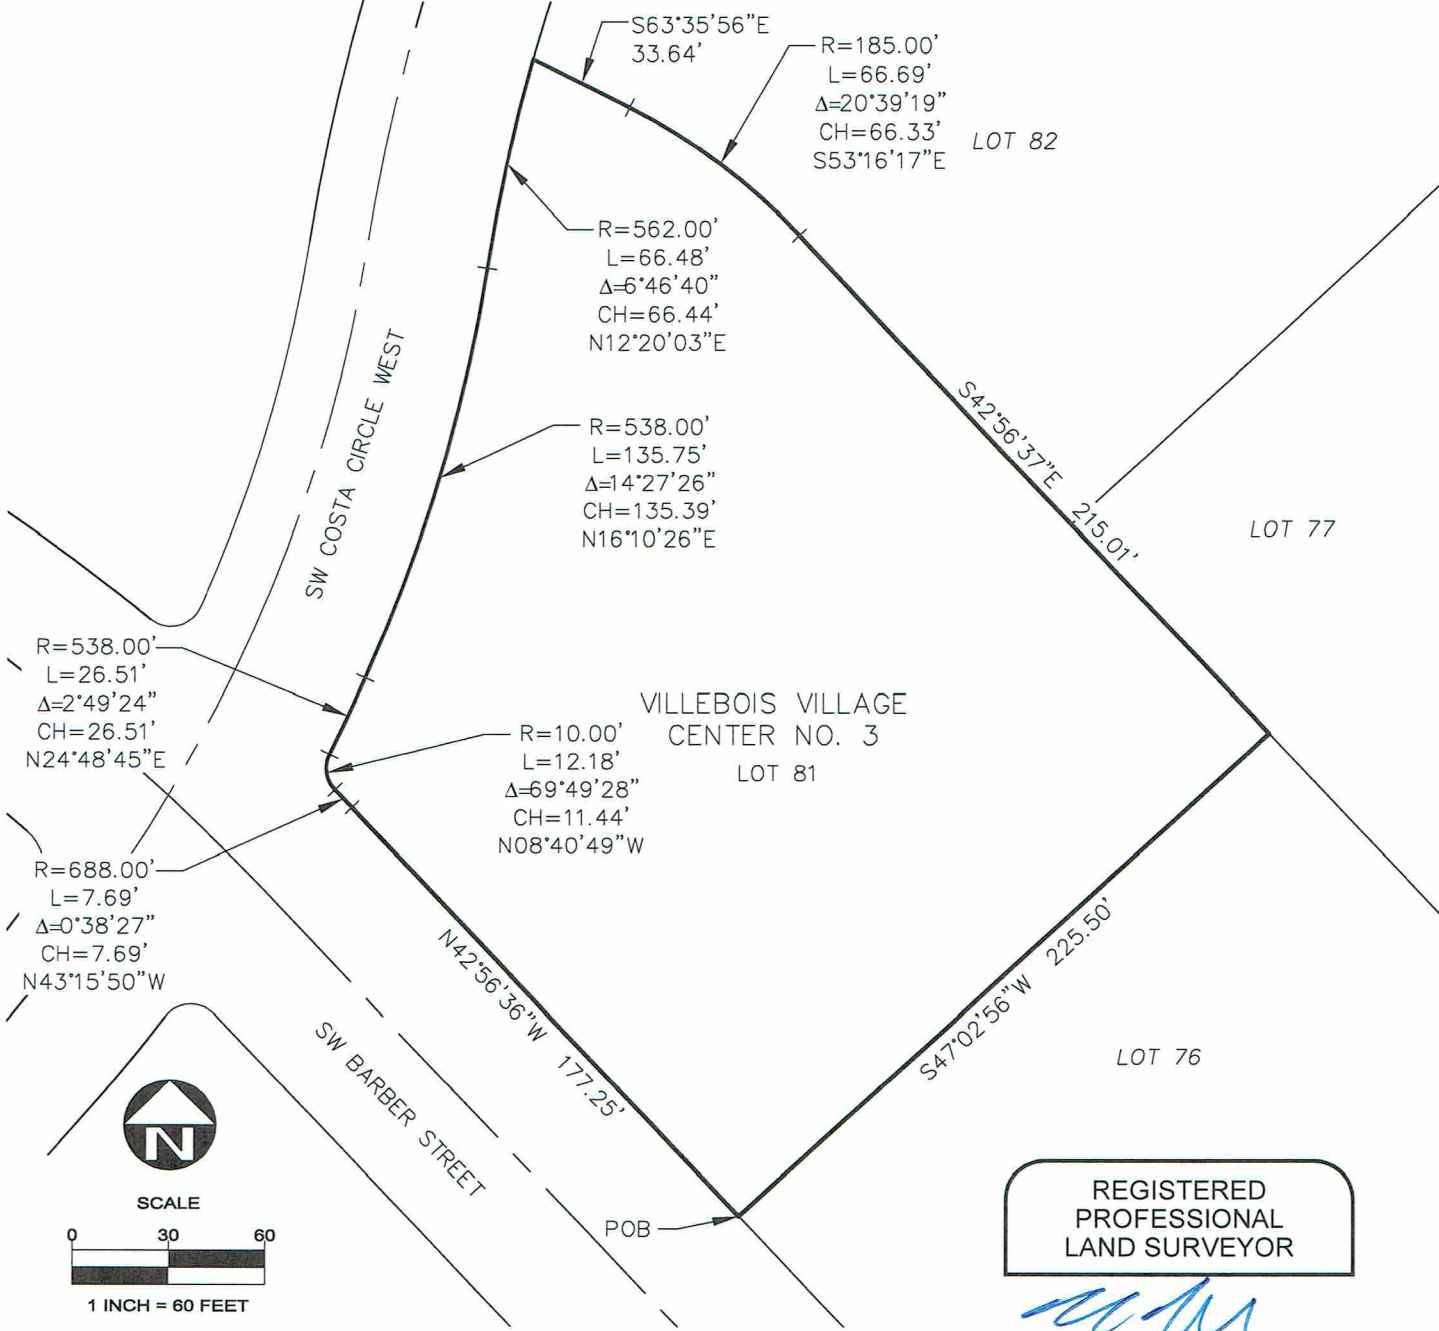 S63°35'56"E
33.64'
R=185.00'
L=66.69'
Δ=20°39'19"
CH=66.33'
S53°16'17"E
LOT 82
R=562.00'
L=66.48'
Δ=6°46'40"
CH=66.44'
N12°20'03"E
SW COSTA CIRCLE WEST
R=538.00'
L=135.75'
Δ=14°27'26"
CH=135.39'
N16°10'26"E
S42°56'37"E 215.01'
LOT 77
R=538.00'
L=26.51'
Δ=2°49'24"
CH=26.51'
N24°48'45"E
VILLEBOIS VILLAGE
CENTER NO. 3
LOT 81
R=10.00'
L=12.18'
Δ=69°49'28"
CH=11.44'
N08°40'49"W
R=688.00'
L=7.69'
Δ=0°38'27"
CH=7.69'
N43°15'50"W
N42°56'36"W 177.25'
S47°02'56"W 225.50'
LOT 76
SW BARBER STREET
N
SCALE
0 30 60
1 INCH = 60 FEET
POB
REGISTERED
PROFESSIONAL
LAND SURVEYOR